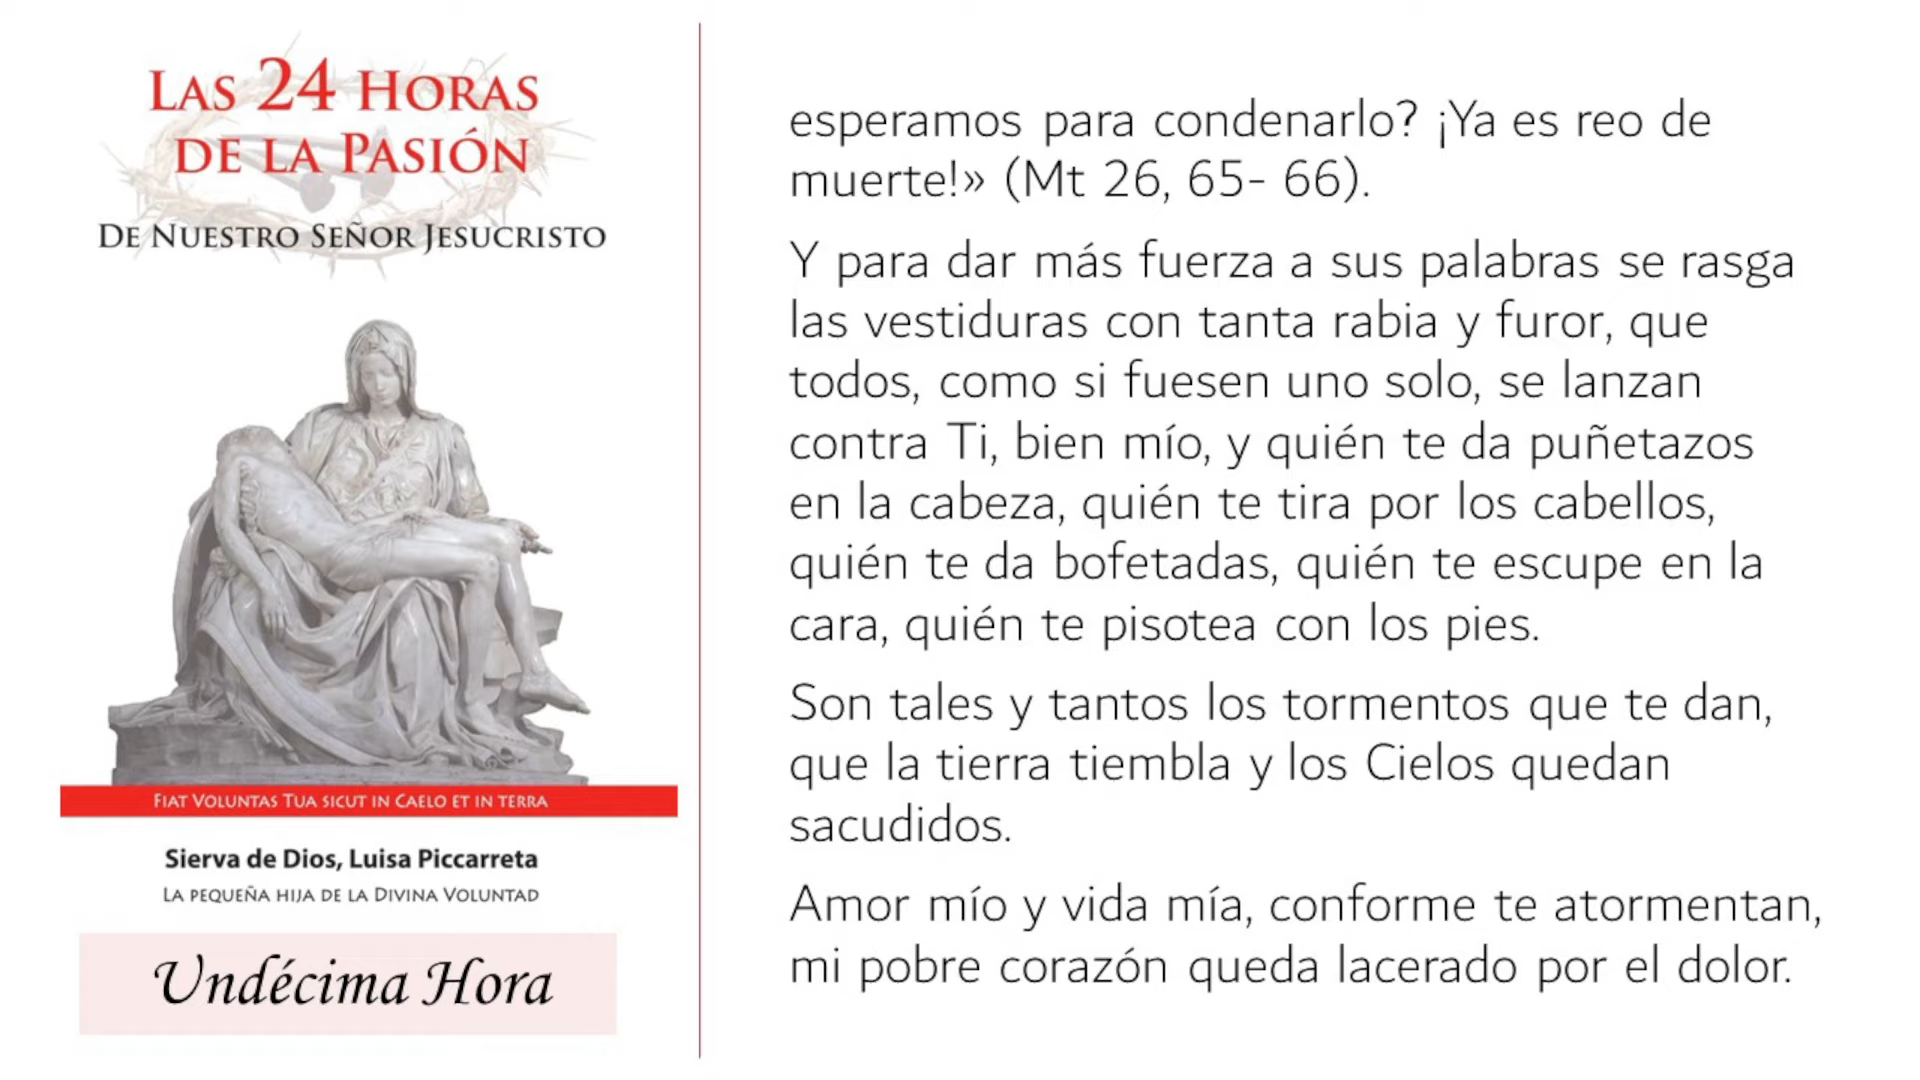 LAS 24 HORAS
DE LA PASIÓN
DE NUESTRO SEÑOR JESUCRISTO
FIAT VOLUNTAS TUA SICUT IN CAELO ET IN TERRA
Sierva de Dios, Luisa Piccarreta
LA PEQUEÑA HIJA DE LA DIVINA VOLUNTAD
Undécima Hora
esperamos para condenarlo? ¡Ya es reo de
muerte!» (Mt 26, 65- 66).
Y para dar más fuerza a sus palabras se rasga
las vestiduras con tanta rabia y furor, que
todos, como si fuesen uno solo, se lanzan
contra Ti, bien mío, y quién te da puñetazos
en la cabeza, quién te tira por los cabellos,
quién te da bofetadas, quién te escupe en la
cara, quién te pisotea con los pies.
Son tales y tantos los tormentos que te dan,
que la tierra tiembla y los Cielos quedan
sacudidos.
Amor mío y vida mía, conforme te atormentan,
mi pobre corazón queda lacerado por el dolor.